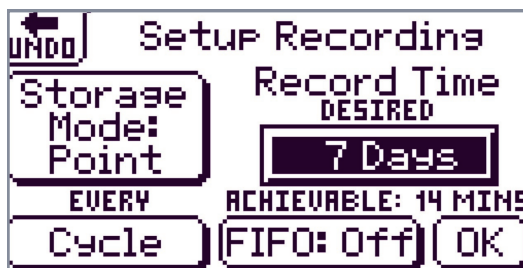 UNDO
Setup Recording
Storage
Mode:
Point
Record Time
DESIRED
7 Days
EVERY
ACHIEVABLE: 14 MINS
Cycle
FIFO: Off
OK